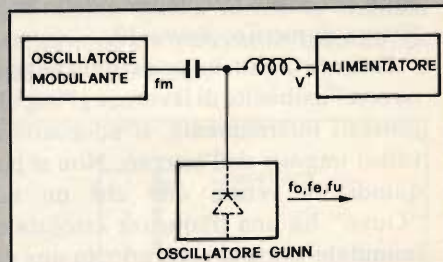 OSCILLATORE
MODULANTE
fm
V+
ALIMENTATORE
fo,fe,fu
OSCILLATORE GUNN